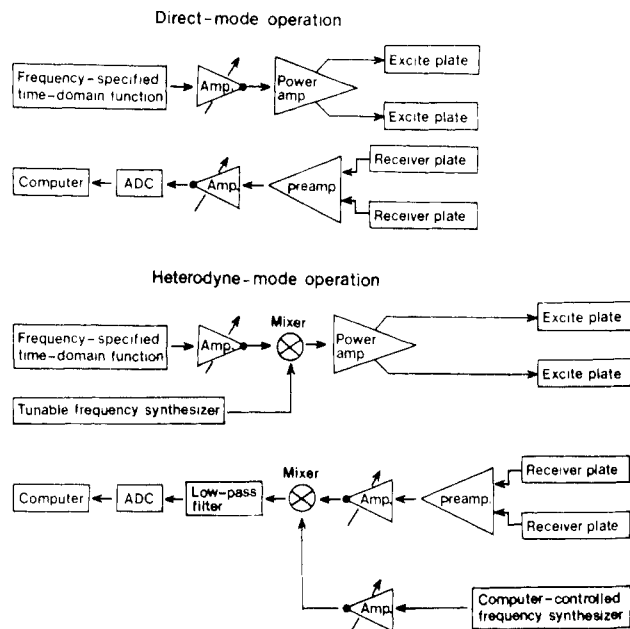 Direct-mode operation
Frequency-specified
time-domain function
Amp.
Power
amp
Excite plate
Excite plate
Computer
ADC
Amp.
preamp
Receiver plate
Receiver plate
Heterodyne-mode operation
Frequency-specified
time-domain function
Amp.
Mixer
Power
amp
Excite plate
Excite plate
Tunable frequency synthesizer
Computer
ADC
Low-pass
filter
Mixer
Amp.
preamp.
Receiver plate
Receiver plate
Amp.
Computer-controlled
frequency synthesizer